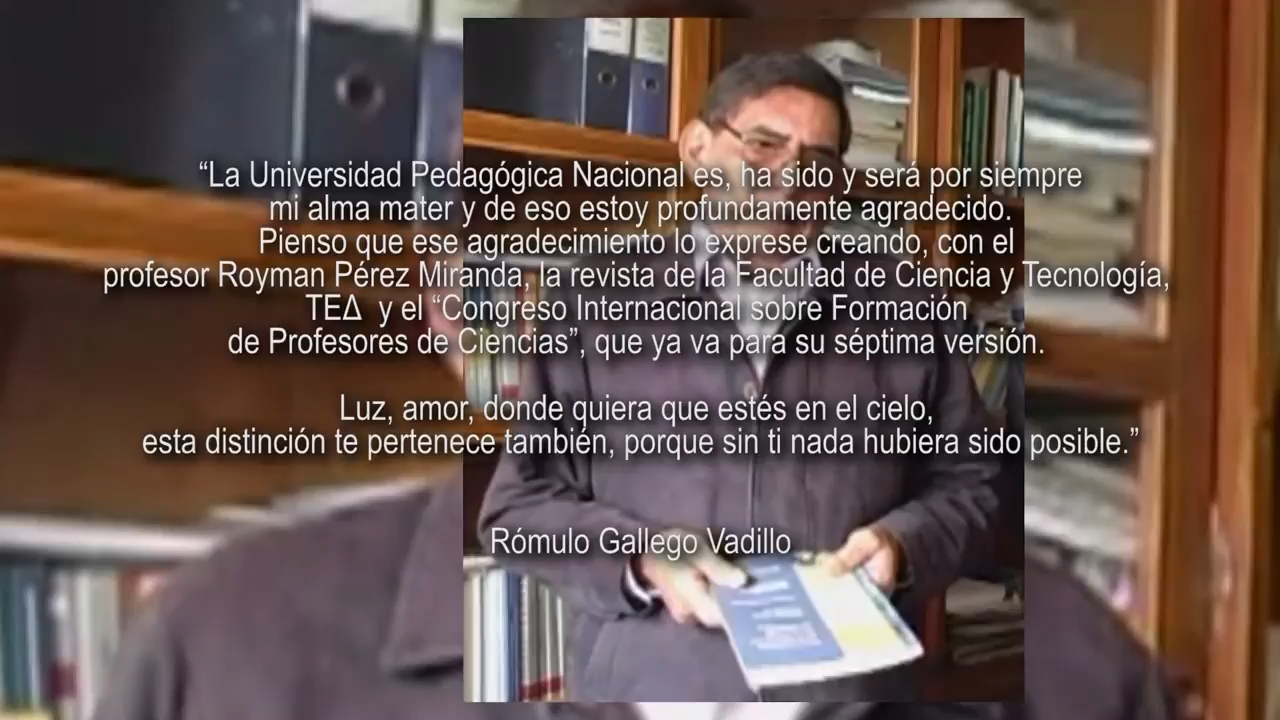 “La Universidad Pedagógica Nacional es, ha sido y será por siempre
mi alma mater y de eso estoy profundamente agradecido.
Pienso que ese agradecimiento lo exprese creando, con el
profesor Royman Pérez Miranda, la revista de la Facultad de Ciencia y Tecnología,
TEΔ y el “Congreso Internacional sobre Formación
de Profesores de Ciencias”, que ya va para su séptima versión.
Luz, amor, donde quiera que estés en el cielo,
esta distinción te pertenece también, porque sin ti nada hubiera sido posible.”
Rómulo Gallego Vadillo